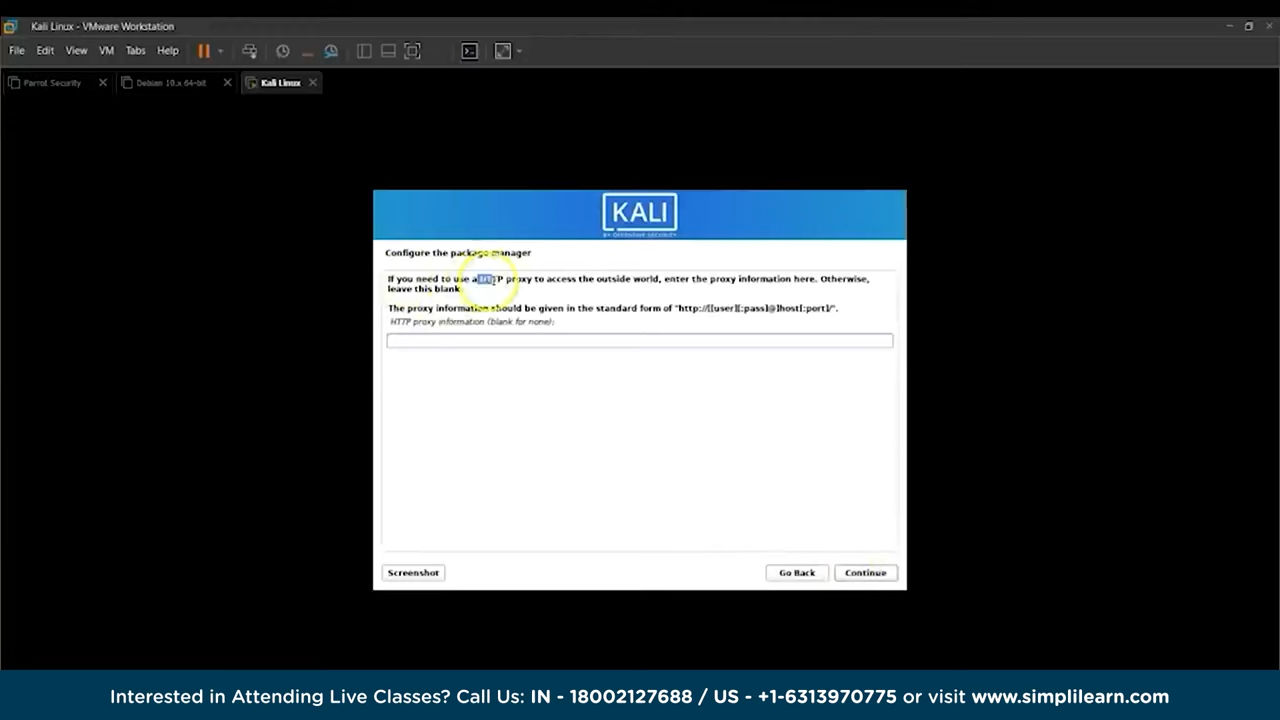 Kali Linux - VMware Workstation
File Edit View VM Tabs Help
Parrot Security Debian 10.x 64-bit Kali Linux
KALI
BY OFFENSIVE SECURITY
Configure the package manager
If you need to use a HTTP proxy to access the outside world, enter the proxy information here. Otherwise,
leave this blank.
The proxy information should be given in the standard form of "http://[[user][:pass]@]host[:port]/".
HTTP proxy information (blank for none):
Screenshot Go Back Continue
Interested in Attending Live Classes? Call Us: IN - 18002127688 / US - +1-6313970775 or visit www.simplilearn.com